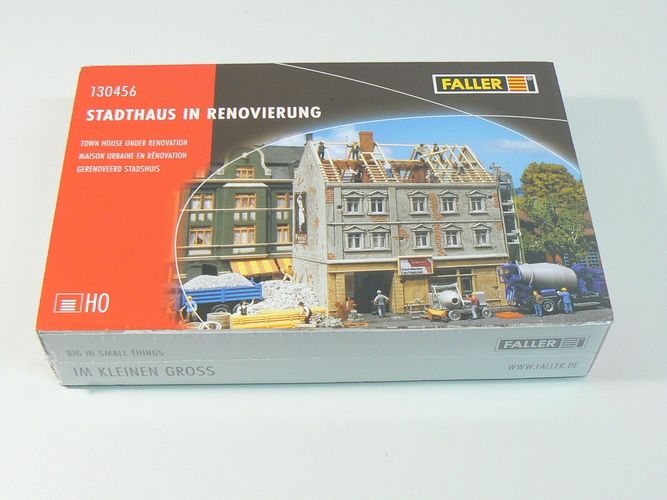 130456
STADTHAUS IN RENOVIERUNG
TOWN HOUSE UNDER RENOVATION
MAISON URBAINE EN RÉNOVATION
GERENOVEERD STADSHUIS
FALLER
H0
BIG IN SMALL THINGS
IM KLEINEN GROSS
FALLER
WWW.FALLER.DE